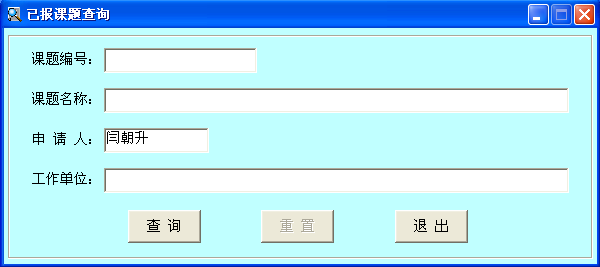 已报课题查询
课题编号：
课题名称：
申 请 人： 闫朝升
工作单位：
查 询 重 置 退 出